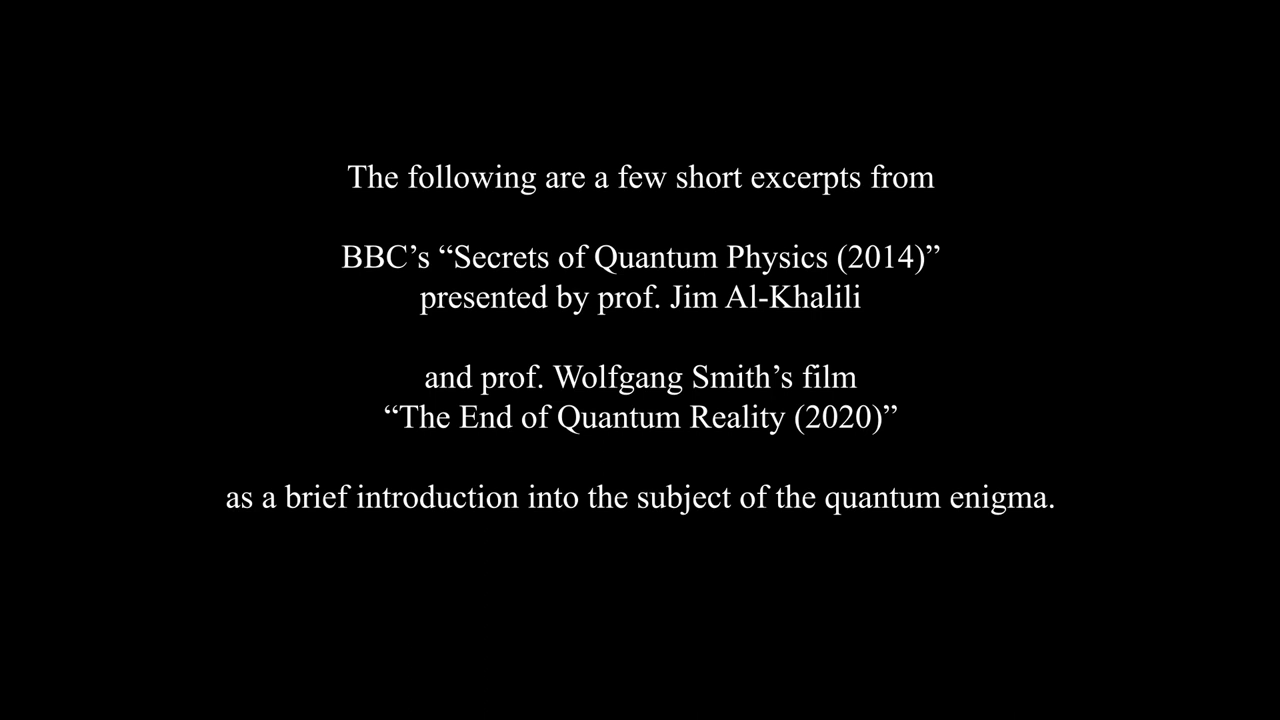 The following are a few short excerpts from
BBC’s “Secrets of Quantum Physics (2014)”
presented by prof. Jim Al-Khalili
and prof. Wolfgang Smith’s film
“The End of Quantum Reality (2020)”
as a brief introduction into the subject of the quantum enigma.